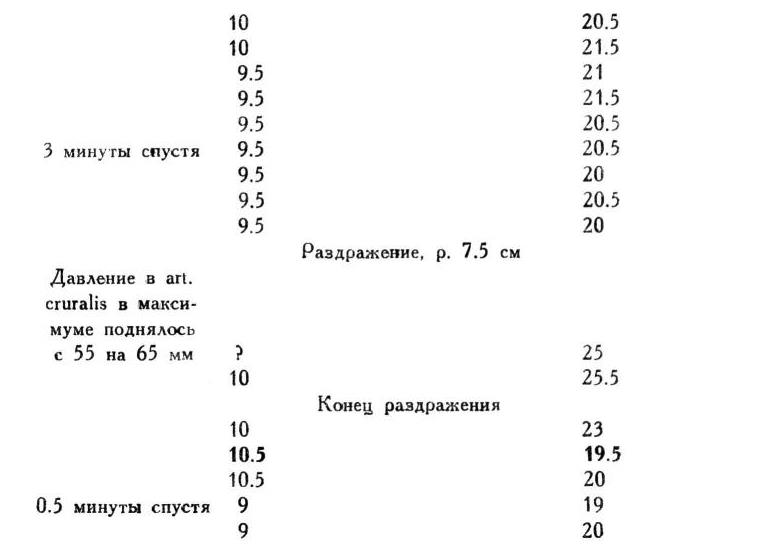 10 20.5
10 21.5
9.5 21
9.5 21.5
9.5 20.5
3 минуты спустя 9.5 20.5
9.5 20
9.5 20.5
9.5 20
Раздражение, р. 7.5 см
Давление в art.
cruralis в макси-
муме поднялось
с 55 на 65 мм ? 25
10 25.5
Конец раздражения
10 23
10.5 19.5
10.5 20
0.5 минуты спустя 9 19
9 20